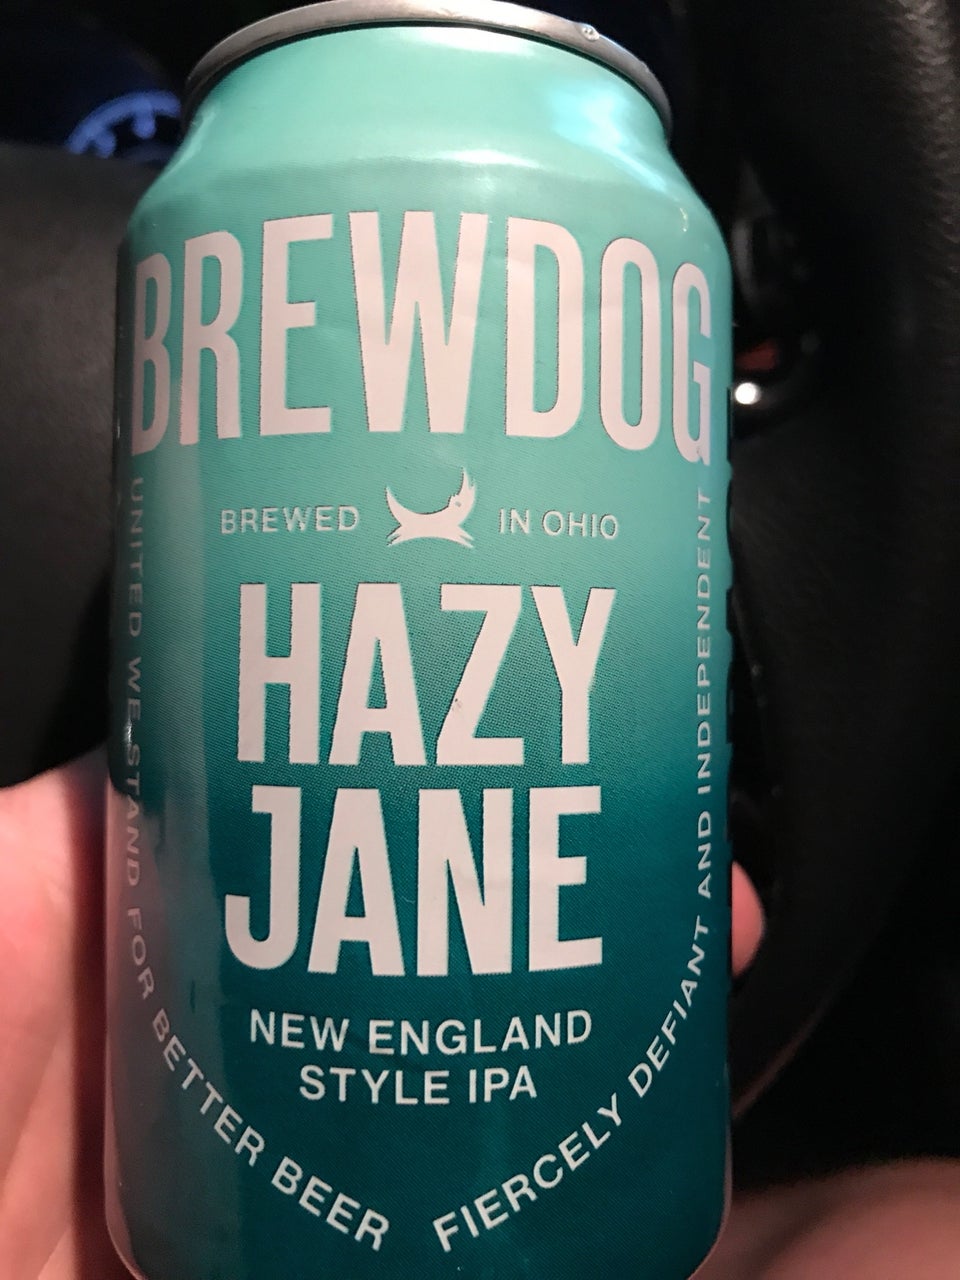 BREWDOG
BREWED IN OHIO
HAZY
JANE
NEW ENGLAND
STYLE IPA
UNITED WE STAND FOR BETTER BEER
FIERCELY DEFIANT AND INDEPENDENT